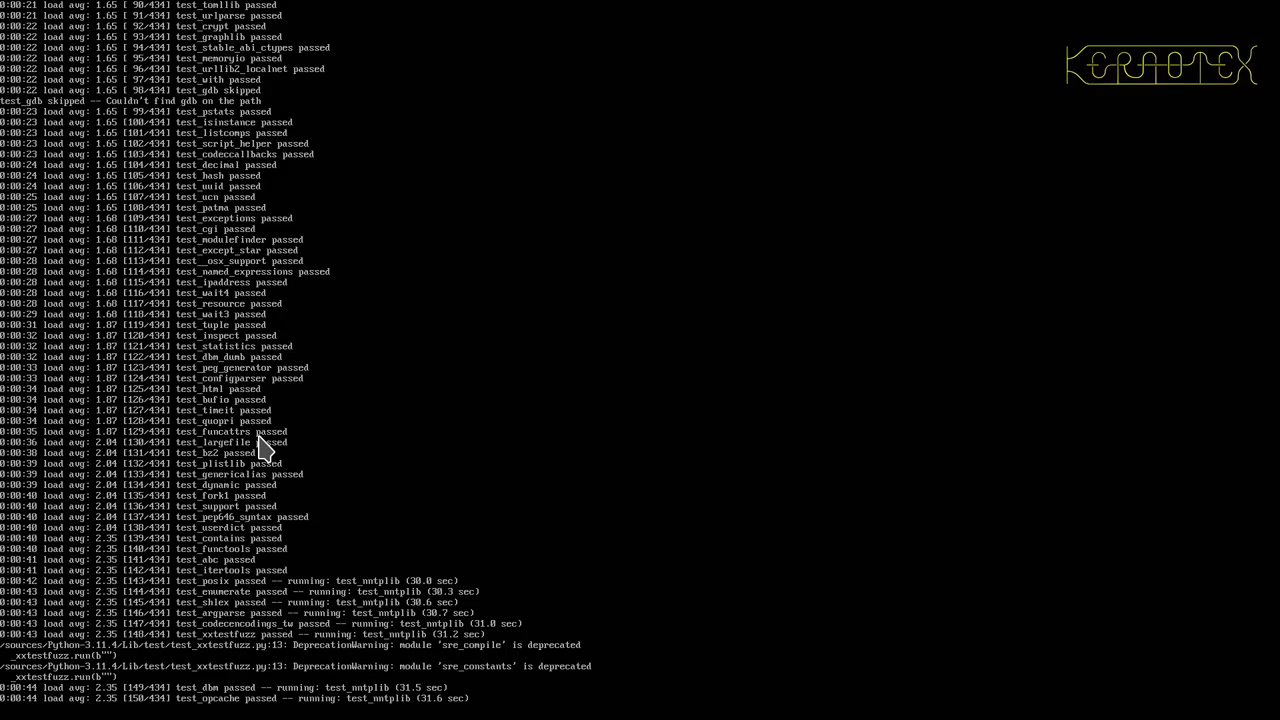 0:00:21 load avg: 1.65 [ 90/434] test_tomllib passed
0:00:21 load avg: 1.65 [ 91/434] test_urlparse passed
0:00:22 load avg: 1.65 [ 92/434] test_crypt passed
0:00:22 load avg: 1.65 [ 93/434] test_graphlib passed
0:00:22 load avg: 1.65 [ 94/434] test_stable_abi_ctypes passed
0:00:22 load avg: 1.65 [ 95/434] test_memoryio passed
0:00:22 load avg: 1.65 [ 96/434] test_urllib2_localnet passed
0:00:22 load avg: 1.65 [ 97/434] test_with passed
0:00:22 load avg: 1.65 [ 98/434] test_gdb skipped
test_gdb skipped -- Couldn't find gdb on the path
0:00:23 load avg: 1.65 [ 99/434] test_pstats passed
0:00:23 load avg: 1.65 [100/434] test_isinstance passed
0:00:23 load avg: 1.65 [101/434] test_listcomps passed
0:00:23 load avg: 1.65 [102/434] test_script_helper passed
0:00:23 load avg: 1.65 [103/434] test_codeccallbacks passed
0:00:24 load avg: 1.65 [104/434] test_decimal passed
0:00:24 load avg: 1.65 [105/434] test_hash passed
0:00:24 load avg: 1.65 [106/434] test_uuid passed
0:00:25 load avg: 1.65 [107/434] test_ucn passed
0:00:25 load avg: 1.65 [108/434] test_patma passed
0:00:27 load avg: 1.68 [109/434] test_exceptions passed
0:00:27 load avg: 1.68 [110/434] test_cgi passed
0:00:27 load avg: 1.68 [111/434] test_modulefinder passed
0:00:27 load avg: 1.68 [112/434] test_except_star passed
0:00:28 load avg: 1.68 [113/434] test__osx_support passed
0:00:28 load avg: 1.68 [114/434] test_named_expressions passed
0:00:28 load avg: 1.68 [115/434] test_ipaddress passed
0:00:28 load avg: 1.68 [116/434] test_wait4 passed
0:00:28 load avg: 1.68 [117/434] test_resource passed
0:00:29 load avg: 1.68 [118/434] test_wait3 passed
0:00:31 load avg: 1.87 [119/434] test_tuple passed
0:00:32 load avg: 1.87 [120/434] test_inspect passed
0:00:32 load avg: 1.87 [121/434] test_statistics passed
0:00:32 load avg: 1.87 [122/434] test_dbm_dumb passed
0:00:33 load avg: 1.87 [123/434] test_peg_generator passed
0:00:33 load avg: 1.87 [124/434] test_configparser passed
0:00:34 load avg: 1.87 [125/434] test_html passed
0:00:34 load avg: 1.87 [126/434] test_bufio passed
0:00:34 load avg: 1.87 [127/434] test_timeit passed
0:00:34 load avg: 1.87 [128/434] test_quopri passed
0:00:35 load avg: 1.87 [129/434] test_funcattrs passed
0:00:36 load avg: 2.04 [130/434] test_largefile passed
0:00:38 load avg: 2.04 [131/434] test_bz2 passed
0:00:39 load avg: 2.04 [132/434] test_plistlib passed
0:00:39 load avg: 2.04 [133/434] test_genericalias passed
0:00:39 load avg: 2.04 [134/434] test_dynamic passed
0:00:40 load avg: 2.04 [135/434] test_fork1 passed
0:00:40 load avg: 2.04 [136/434] test_support passed
0:00:40 load avg: 2.04 [137/434] test_pep646_syntax passed
0:00:40 load avg: 2.04 [138/434] test_userdict passed
0:00:40 load avg: 2.35 [139/434] test_contains passed
0:00:40 load avg: 2.35 [140/434] test_functools passed
0:00:41 load avg: 2.35 [141/434] test_abc passed
0:00:41 load avg: 2.35 [142/434] test_itertools passed
0:00:42 load avg: 2.35 [143/434] test_posix passed -- running: test_nntplib (30.0 sec)
0:00:43 load avg: 2.35 [144/434] test_enumerate passed -- running: test_nntplib (30.3 sec)
0:00:43 load avg: 2.35 [145/434] test_shlex passed -- running: test_nntplib (30.6 sec)
0:00:43 load avg: 2.35 [146/434] test_argparse passed -- running: test_nntplib (30.7 sec)
0:00:43 load avg: 2.35 [147/434] test_codecencodings_tw passed -- running: test_nntplib (31.0 sec)
0:00:43 load avg: 2.35 [148/434] test_xxtestfuzz passed -- running: test_nntplib (31.2 sec)
/sources/Python-3.11.4/Lib/test/test_xxtestfuzz.py:13: DeprecationWarning: module 'sre_compile' is deprecated
_xxtestfuzz.run(b"")
/sources/Python-3.11.4/Lib/test/test_xxtestfuzz.py:13: DeprecationWarning: module 'sre_constants' is deprecated
_xxtestfuzz.run(b"")
0:00:44 load avg: 2.35 [149/434] test_dbm passed -- running: test_nntplib (31.5 sec)
0:00:44 load avg: 2.35 [150/434] test_opcache passed -- running: test_nntplib (31.6 sec)